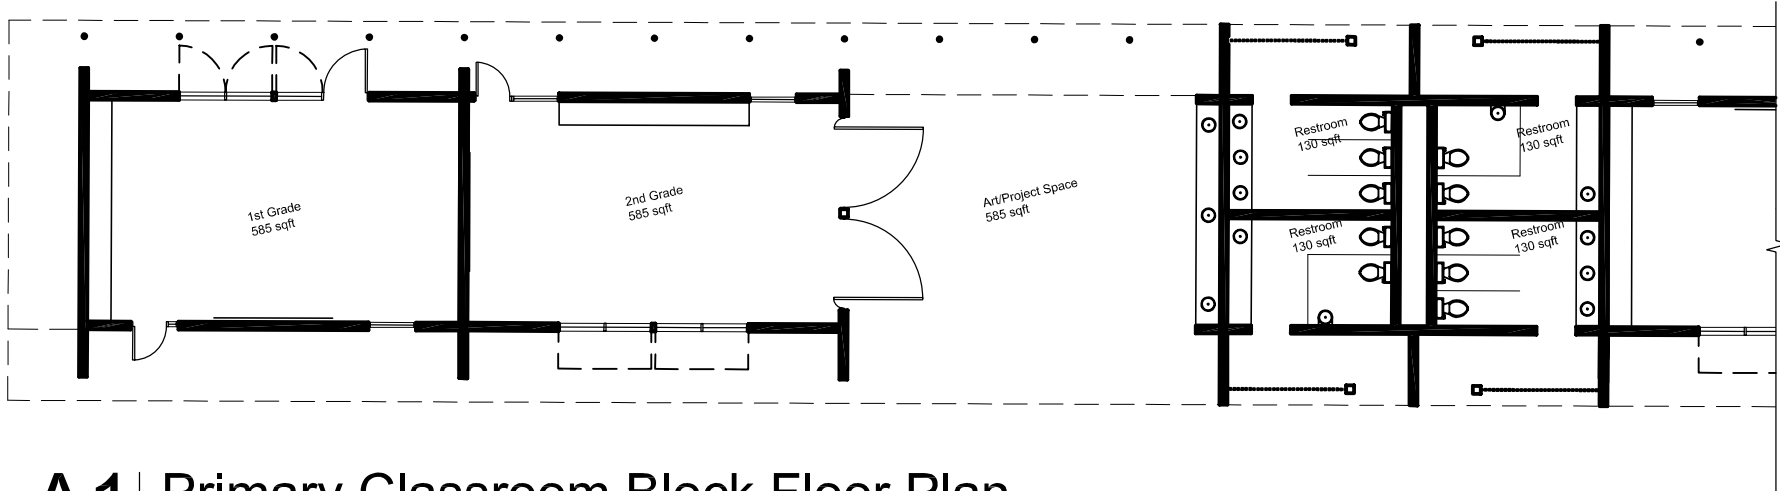 1st Grade
585 sqft
2nd Grade
585 sqft
Art/Project Space
585 sqft
Restroom
130 sqft
Restroom
130 sqft
Restroom
130 sqft
Restroom
130 sqft
A.1 Primary Classroom Block Floor Plan